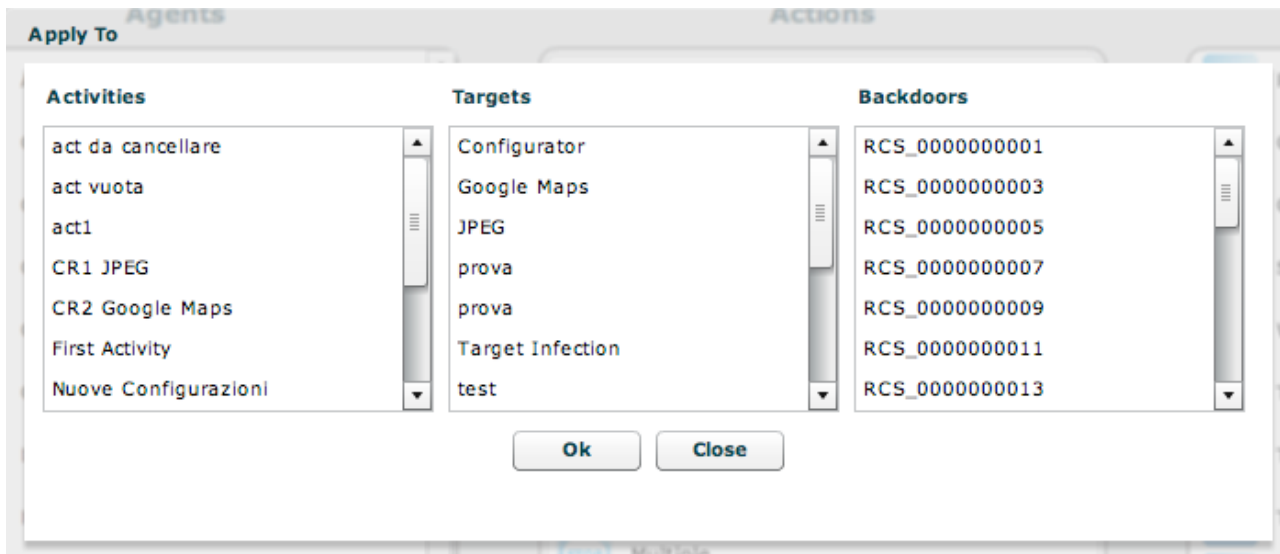 Agents
Actions
Apply To
Activities
act da cancellare
act vuota
act1
CR1 JPEG
CR2 Google Maps
First Activity
Nuove Configurazioni
Targets
Configurator
Google Maps
JPEG
prova
prova
Target Infection
test
Backdoors
RCS_0000000001
RCS_0000000003
RCS_0000000005
RCS_0000000007
RCS_0000000009
RCS_0000000011
RCS_0000000013
Ok
Close
Multiple